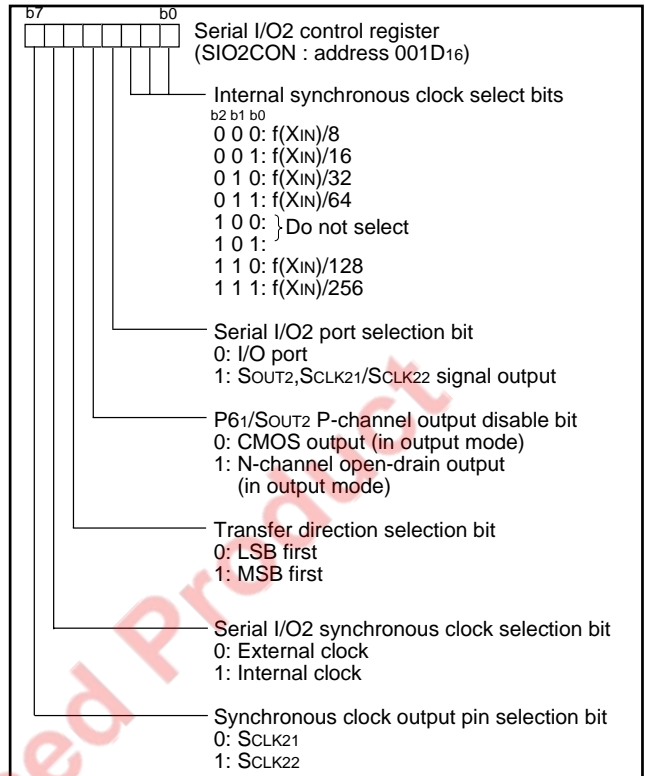 b7 b0
Serial I/O2 control register
(SIO2CON : address 001D16)
Internal synchronous clock select bits
b2 b1 b0
0 0 0: f(XIN)/8
0 0 1: f(XIN)/16
0 1 0: f(XIN)/32
0 1 1: f(XIN)/64
1 0 0: } Do not select
1 0 1:
1 1 0: f(XIN)/128
1 1 1: f(XIN)/256
Serial I/O2 port selection bit
0: I/O port
1: SOUT2,SCLK21/SCLK22 signal output
P61/SOUT2 P-channel output disable bit
0: CMOS output (in output mode)
1: N-channel open-drain output
(in output mode)
Transfer direction selection bit
0: LSB first
1: MSB first
Serial I/O2 synchronous clock selection bit
0: External clock
1: Internal clock
Synchronous clock output pin selection bit
0: SCLK21
1: SCLK22
sed Product